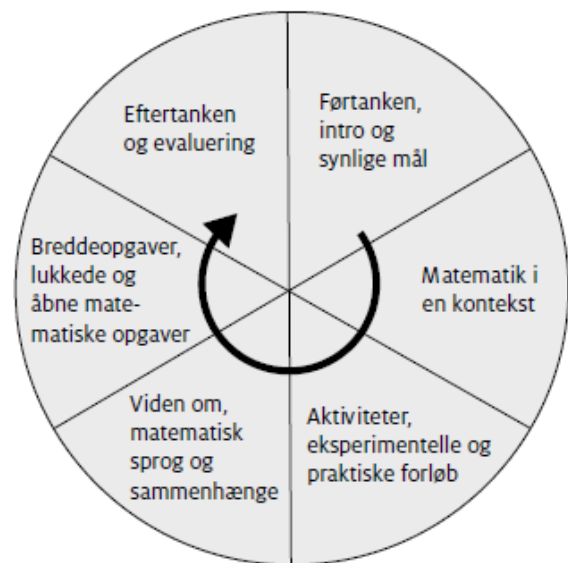 Eftertanken
og evaluering
Førtanken,
intro og
synlige mål
Breddeopgaver,
lukkede og
åbne mate-
matiske opgaver
Matematik i
en kontekst
Viden om,
matematisk
sprog og
sammenhænge
Aktiviteter,
eksperimentelle og
praktiske forløb